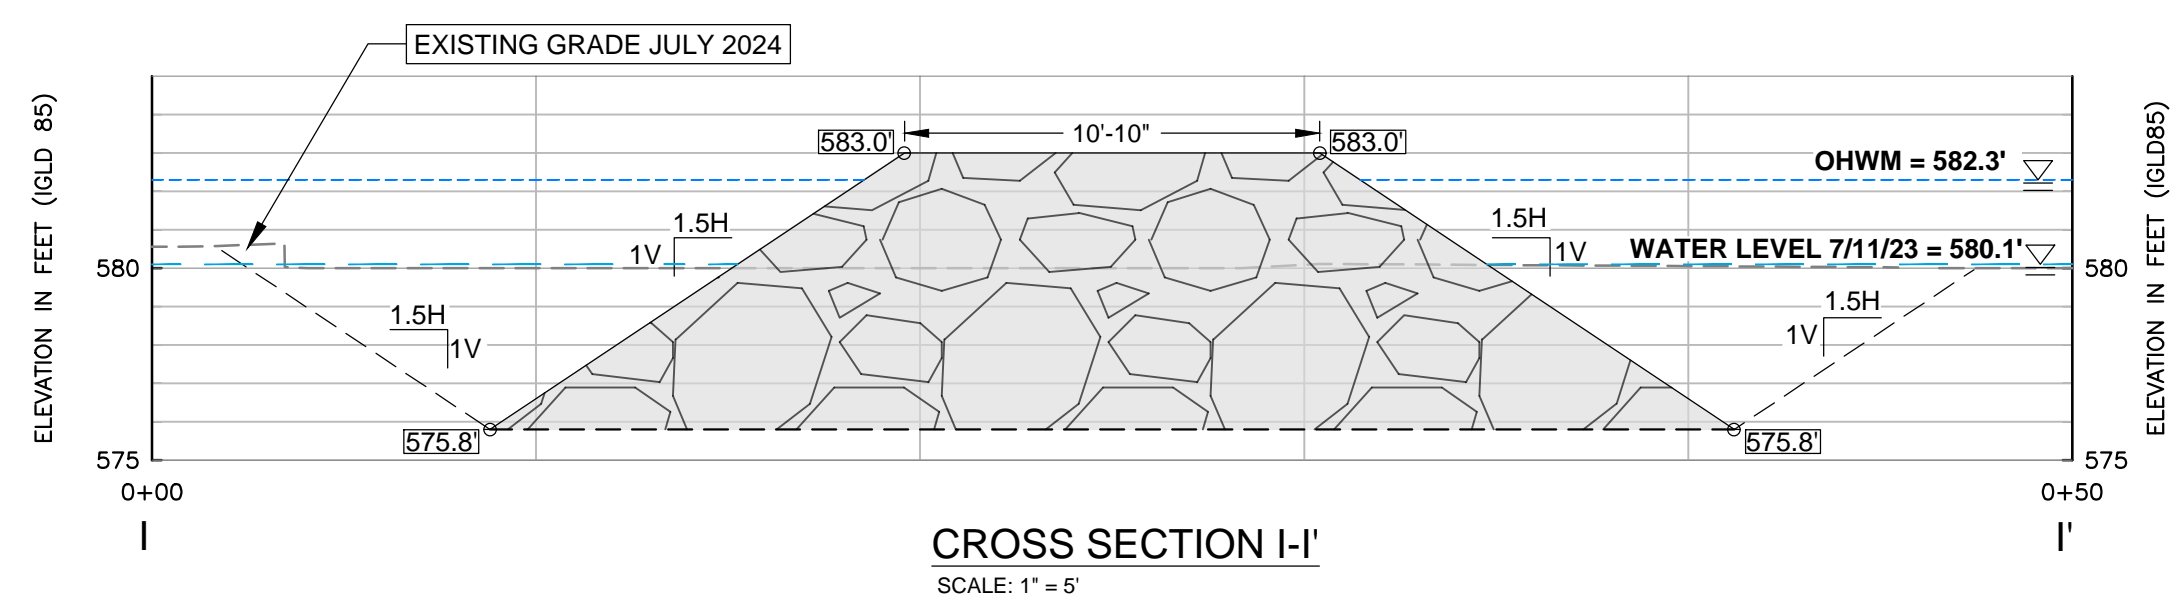 EXISTING GRADE JULY 2024
ELEVATION IN FEET (IGLD 85)
ELEVATION IN FEET (IGLD85)
583.0'
10'-10"
583.0'
OHWM = 582.3'
1.5H
1V
1.5H
1V
WATER LEVEL 7/11/23 = 580.1'
580
580
1.5H
1V
1.5H
1V
575.8'
575.8'
575
575
0+00
0+50
I
I'
CROSS SECTION I-I'
SCALE: 1" = 5'